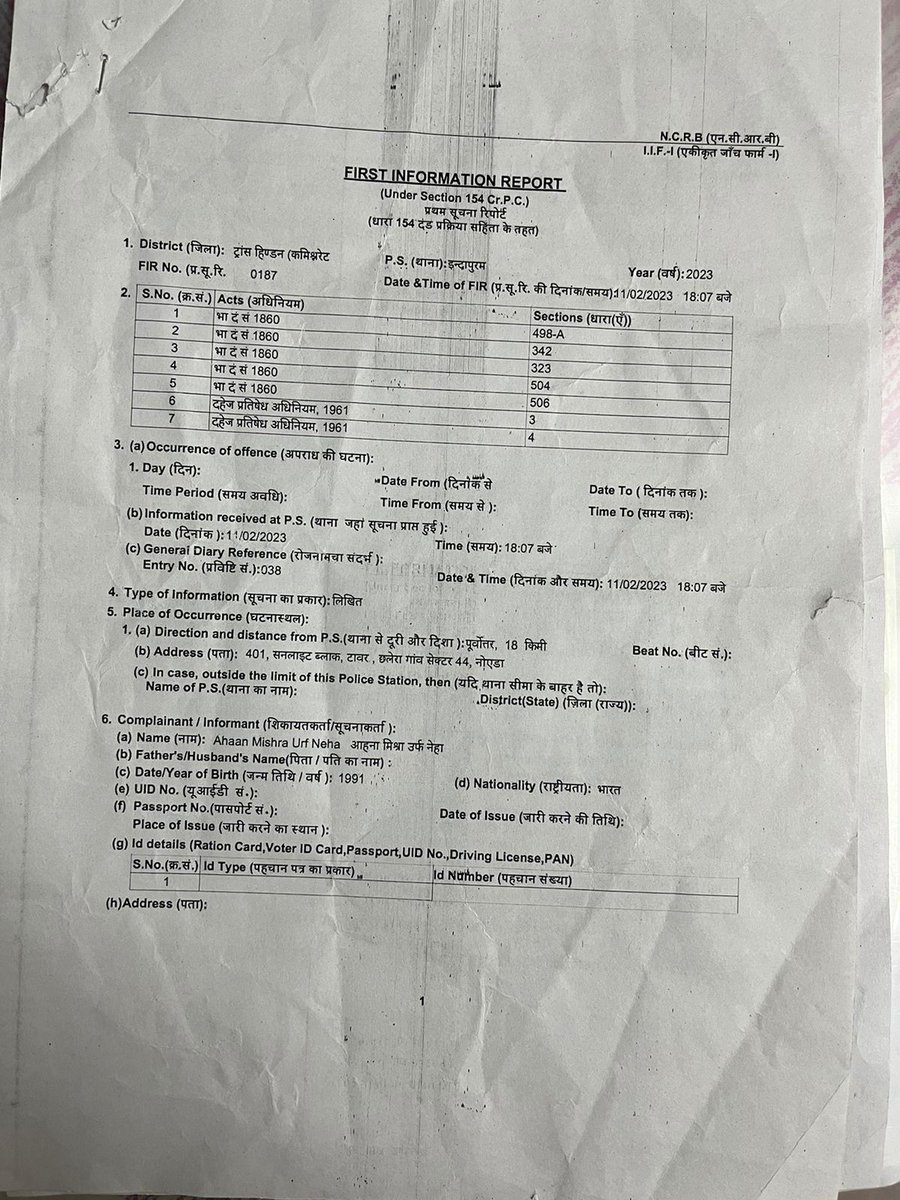 N.C.R.B (एन.सी.आर.बी)
I.I.F.-I (एकीकृत जाँच फार्म -I)
FIRST INFORMATION REPORT
(Under Section 154 Cr.P.C.)
प्रथम सूचना रिपोर्ट
(धारा 154 दंड प्रक्रिया सहिता के तहत)
1. District (जिला): ट्रांस हिण्डन (कमिश्नरेट P.S. (थाना):इन्दापुरम Year (वर्ष):2023
FIR No. (प्र.सू.रि. 0187 Date &Time of FIR (प्र.सू.रि. की दिनांक/समय):11/02/2023 18:07 बजे
2. S.No. (क्र.सं.) Acts (अधिनियम) Sections (धारा(एँ))
1 भा दं सं 1860 498-A
2 भा दं सं 1860 342
3 भा दं सं 1860 323
4 भा दं सं 1860 504
5 भा दं सं 1860 506
6 दहेज प्रतिषेध अधिनियम, 1961 3
7 दहेज प्रतिषेध अधिनियम, 1961 4
3. (a)Occurrence of offence (अपराध की घटना):
1. Day (दिन): Date From (दिनांक से Date To ( दिनांक तक ):
Time Period (समय अवधि): Time From (समय से ): Time To (समय तक):
(b)Information received at P.S. (थाना जहां सूचना प्राप्त हुई ):
Date (दिनांक):11/02/2023 Time (समय): 18:07 बजे
(c) General Diary Reference (रोजनामचा संदर्भ ):
Entry No. (प्रविष्टि सं.):038 Date & Time (दिनांक और समय): 11/02/2023 18:07 बजे
4. Type of Information (सूचना का प्रकार): लिखित
5. Place of Occurrence (घटनास्थल):
1. (a) Direction and distance from P.S.(थाना से दूरी और दिशा ):पूर्वोत्तर, 18 किमी Beat No. (बीट सं.):
(b) Address (पता): 401, सनलाइट ब्लाक, टावर , छलेरा गांव सेक्टर 44, नोएडा
(c) In case, outside the limit of this Police Station, then (यदि थाना सीमा के बाहर है तो):
Name of P.S.(थाना का नाम): District(State) (ज़िला (राज्य)):
6. Complainant / Informant (शिकायतकर्ता/सूचनाकर्ता ):
(a) Name (नाम): Ahaan Mishra Urf Neha आहना मिश्रा उर्फ नेहा
(b) Father's/Husband's Name(पिता / पति का नाम) :
(c) Date/Year of Birth (जन्म तिथि / वर्ष ): 1991 (d) Nationality (राष्ट्रीयता): भारत
(e) UID No. (यूआईडी सं.):
(f) Passport No.(पासपोर्ट सं.): Date of Issue (जारी करने की तिथि):
Place of Issue (जारी करने का स्थान ):
(g) Id details (Ration Card,Voter ID Card,Passport,UID No.,Driving License,PAN)
S.No.(क्र.सं.) Id Type (पहचान पत्र का प्रकार) Id Number (पहचान संख्या)
1
(h)Address (पता):
1